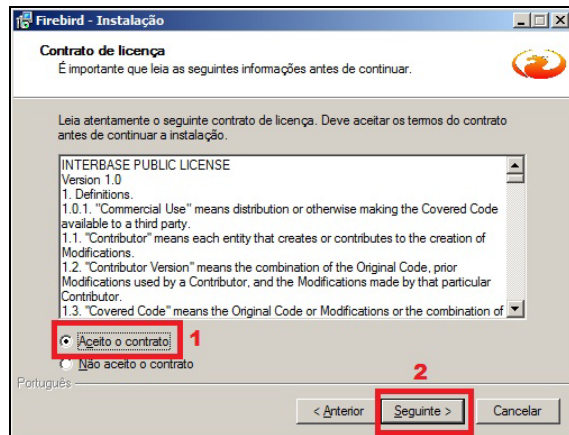 Firebird - Instalação
Contrato de licença
É importante que leia as seguintes informações antes de continuar.
Leia atentamente o seguinte contrato de licença. Deve aceitar os termos do contrato
antes de continuar a instalação.
INTERBASE PUBLIC LICENSE
Version 1.0
1. Definitions.
1.0.1. "Commercial Use" means distribution or otherwise making the Covered Code
available to a third party.
1.1. "Contributor" means each entity that creates or contributes to the creation of
Modifications.
1.2. "Contributor Version" means the combination of the Original Code, prior
Modifications used by a Contributor, and the Modifications made by that particular
Contributor.
1.3. "Covered Code" means the Original Code or Modifications or the combination of
Aceito o contrato 1
Não aceito o contrato
Português
2
< Anterior Seguinte > Cancelar